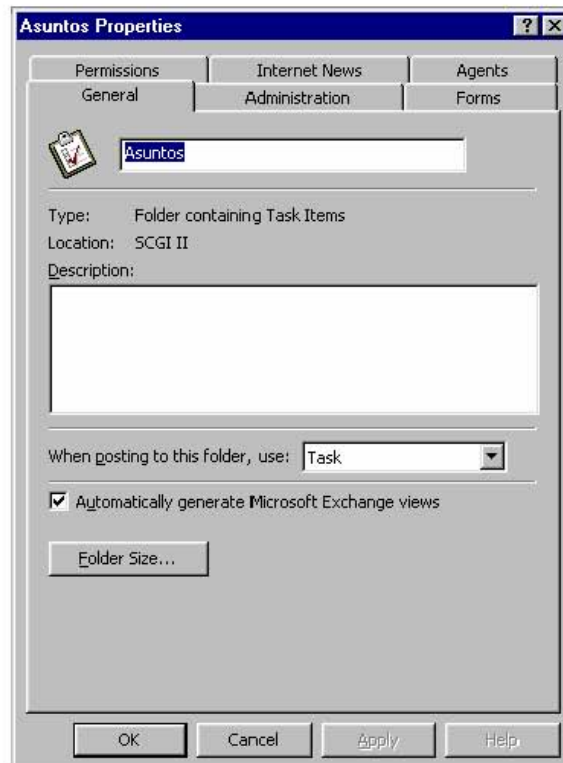 Asuntos Properties
Permissions Internet News Agents
General Administration Forms
Asuntos
Type: Folder containing Task Items
Location: SCGI II
Description:
When posting to this folder, use: Task
Automatically generate Microsoft Exchange views
Folder Size...
OK Cancel Apply Help